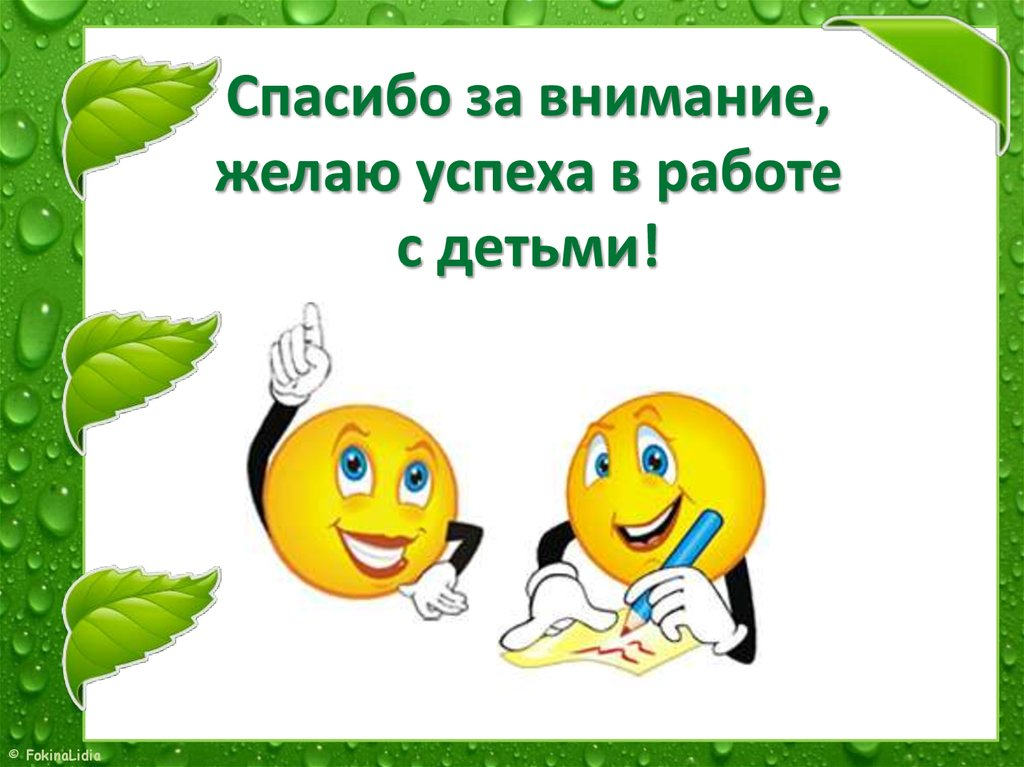 Спасибо за внимание,
желаю успеха в работе
с детьми!
© FokinaLidia